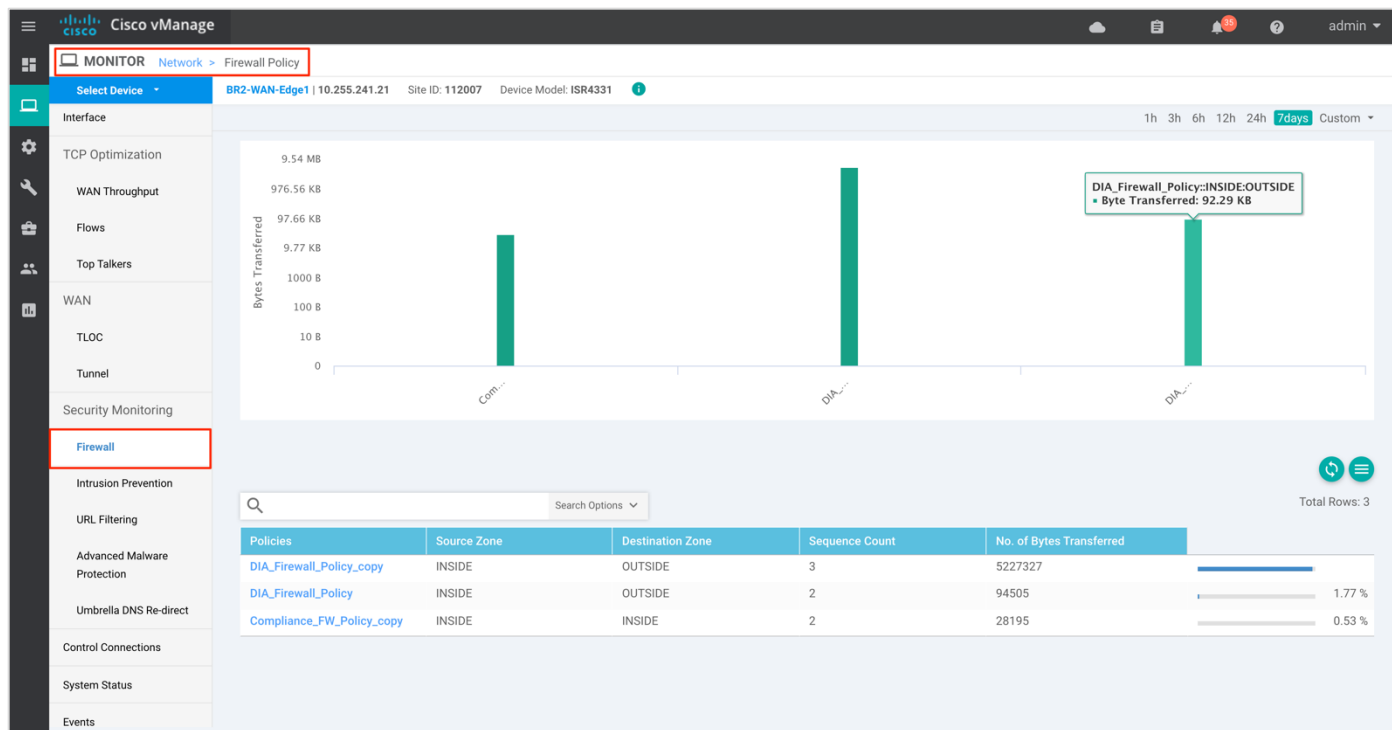 cisco Cisco vManage
35
admin
MONITOR Network > Firewall Policy
Select Device
BR2-WAN-Edge1 | 10.255.241.21 Site ID: 112007 Device Model: ISR4331 i
Interface
TCP Optimization
WAN Throughput
Flows
Top Talkers
WAN
TLOC
Tunnel
Security Monitoring
Firewall
Intrusion Prevention
URL Filtering
Advanced Malware
Protection
Umbrella DNS Re-direct
Control Connections
System Status
Events
1h 3h 6h 12h 24h 7days Custom
Bytes Transferred
9.54 MB
976.56 KB
97.66 KB
9.77 KB
1000 B
100 B
10 B
0
DIA_Firewall_Policy::INSIDE:OUTSIDE
Byte Transferred: 92.29 KB
Com...
DIA_...
DIA_...
Search Options
Total Rows: 3
Policies Source Zone Destination Zone Sequence Count No. of Bytes Transferred
DIA_Firewall_Policy_copy INSIDE OUTSIDE 3 5227327
DIA_Firewall_Policy INSIDE OUTSIDE 2 94505 1.77 %
Compliance_FW_Policy_copy INSIDE INSIDE 2 28195 0.53 %